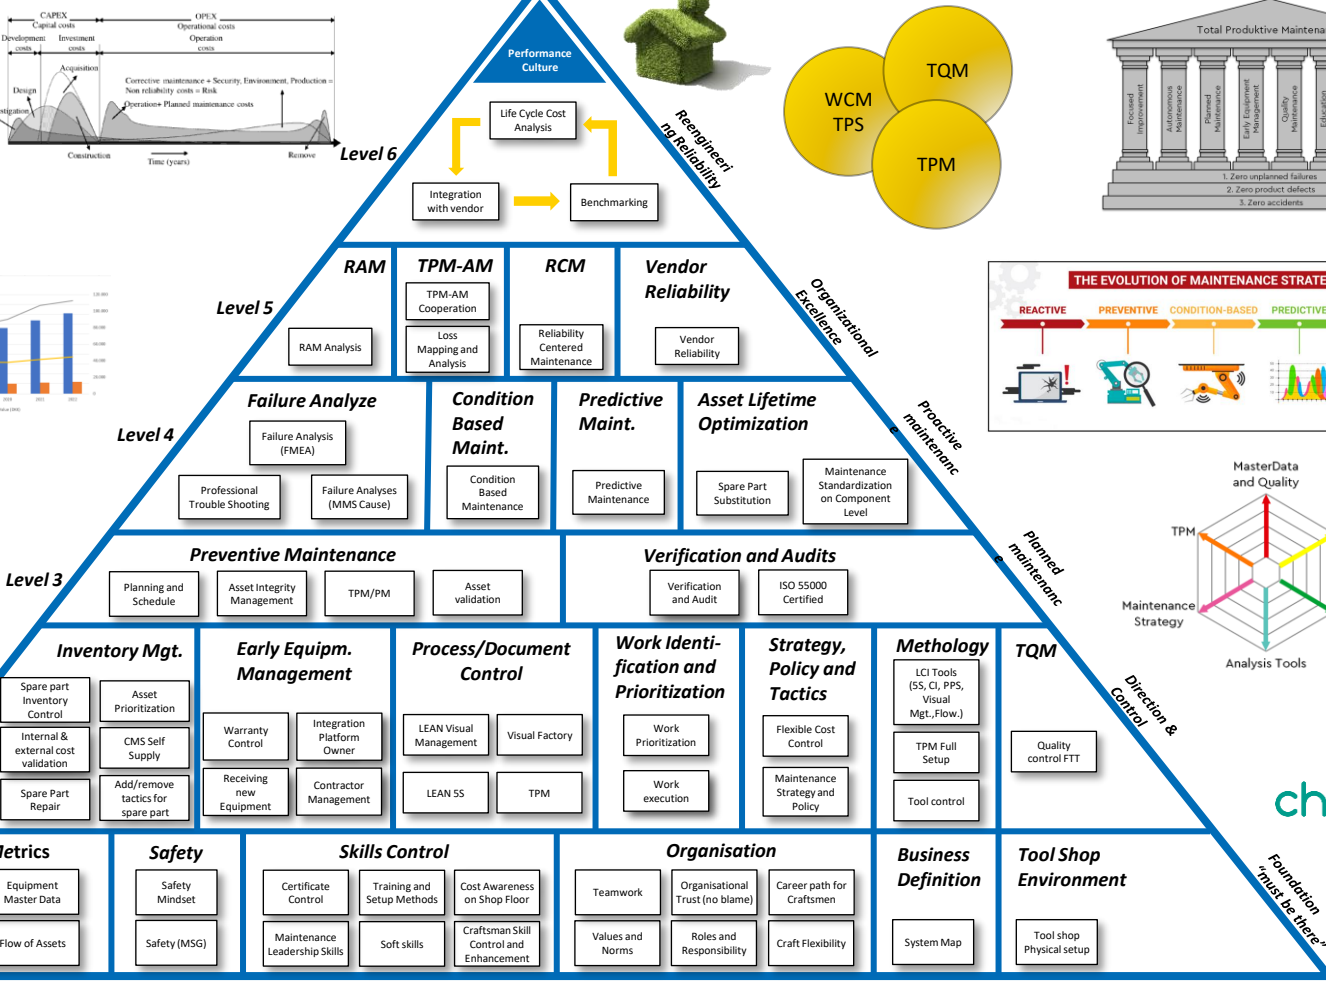 CAPEX
Capital costs
OPEX
Operational costs
Development
costs
Investment
costs
Operation
costs
Acquisition
Design
Corrective maintenance + Security, Environment, Production =
Non reliability costs = Risk
Operation+ Planned maintenance costs
Construction
Time (years)
Remove
Performance
Culture
Life Cycle Cost
Analysis
Integration
with vendor
Benchmarking
Level 6
Reengineeri
ng Reliability
WCM
TPS
TQM
TPM
Total Produktive Maintena
Focused
Improvement
Autonomous
Maintenance
Planned
Maintenance
Early Equipment
Management
Quality
Maintenance
Education
1. Zero unplanned failures
2. Zero product defects
3. Zero accidents
Level 5
RAM
RAM Analysis
TPM-AM
TPM-AM
Cooperation
Loss
Mapping and
Analysis
RCM
Reliability
Centered
Maintenance
Vendor
Reliability
Vendor
Reliability
Organizational
Excellence
THE EVOLUTION OF MAINTENANCE STRATE
REACTIVE
PREVENTIVE
CONDITION-BASED
PREDICTIVE
2020
2021
2022
Level 4
Failure Analyze
Failure Analysis
(FMEA)
Professional
Trouble Shooting
Failure Analyses
(MMS Cause)
Condition
Based
Maint.
Condition
Based
Maintenance
Predictive
Maint.
Predictive
Maintenance
Asset Lifetime
Optimization
Spare Part
Substitution
Maintenance
Standardization
on Component
Level
Proactive
maintenanc
e
MasterData
and Quality
TPM
Maintenance
Strategy
Analysis Tools
Level 3
Preventive Maintenance
Planning and
Schedule
Asset Integrity
Management
TPM/PM
Asset
validation
Verification and Audits
Verification
and Audit
ISO 55000
Certified
Planned
maintenanc
e
Inventory Mgt.
Spare part
Inventory
Control
Asset
Prioritization
Internal &
external cost
validation
CMS Self
Supply
Spare Part
Repair
Add/remove
tactics for
spare part
Early Equipm.
Management
Warranty
Control
Integration
Platform
Owner
Receiving
new
Equipment
Contractor
Management
Process/Document
Control
LEAN Visual
Management
Visual Factory
LEAN 5S
TPM
Work Identi-
fication and
Prioritization
Work
Prioritization
Work
execution
Strategy,
Policy and
Tactics
Flexible Cost
Control
Maintenance
Strategy and
Policy
Methology
LCI Tools
(5S, CI, PPS,
Visual
Mgt.,Flow.)
TPM Full
Setup
Tool control
TQM
Quality
control FTT
Direction &
Control
ch
etrics
Equipment
Master Data
Flow of Assets
Safety
Safety
Mindset
Safety (MSG)
Skills Control
Certificate
Control
Training and
Setup Methods
Cost Awareness
on Shop Floor
Maintenance
Leadership Skills
Soft skills
Craftsman Skill
Control and
Enhancement
Organisation
Teamwork
Organisational
Trust (no blame)
Career path for
Craftsmen
Values and
Norms
Roles and
Responsibility
Craft Flexibility
Business
Definition
System Map
Tool Shop
Environment
Tool shop
Physical setup
Foundation
"must be there"